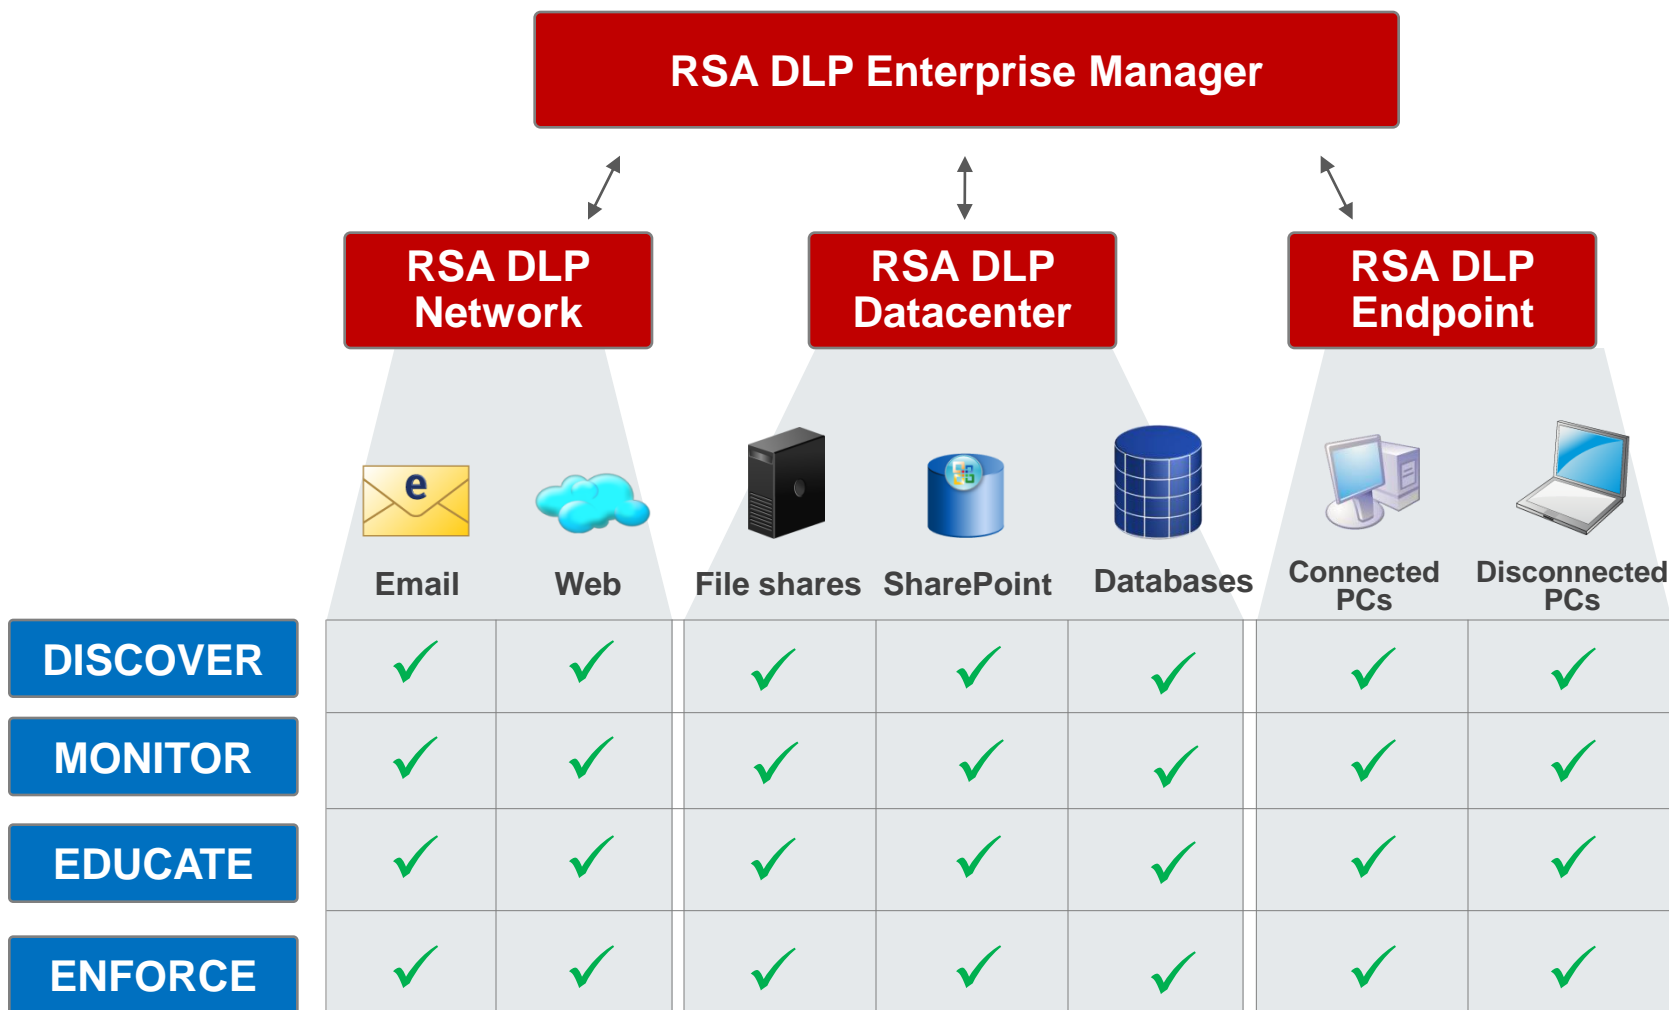 RSA DLP Enterprise Manager
RSA DLP
Network
RSA DLP
Datacenter
RSA DLP
Endpoint
e
Email
Web
File shares
SharePoint
Databases
Connected
PCs
Disconnected
PCs
DISCOVER
MONITOR
EDUCATE
ENFORCE